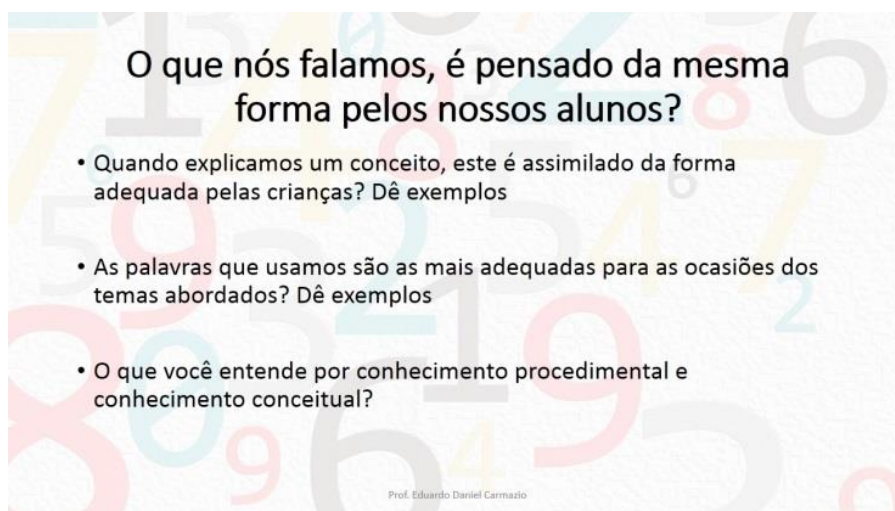 O que nós falamos, é pensado da mesma
forma pelos nossos alunos?
• Quando explicamos um conceito, este é assimilado da forma
adequada pelas crianças? Dê exemplos
• As palavras que usamos são as mais adequadas para as ocasiões dos
temas abordados? Dê exemplos
• O que você entende por conhecimento procedimental e
conhecimento conceitual?
Prof. Eduardo Daniel Carmazio